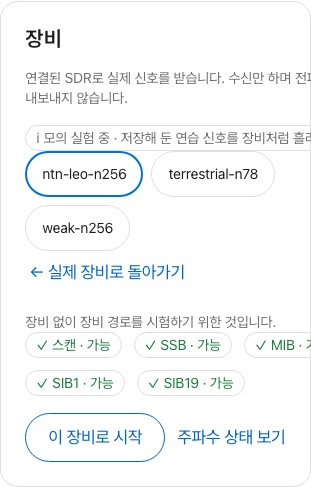 장비
연결된 SDR로 실제 신호를 받습니다. 수신만 하며 전파
내보내지 않습니다.
i 모의 실험 중 · 저장해 둔 연습 신호를 장비처럼 흘려
ntn-leo-n256 terrestrial-n78
weak-n256
← 실제 장비로 돌아가기
장비 없이 장비 경로를 시험하기 위한 것입니다.
✓ 스캔 · 가능 ✓ SSB · 가능 ✓ MIB · 가
✓ SIB1 · 가능 ✓ SIB19 · 가능
이 장비로 시작 주파수 상태 보기